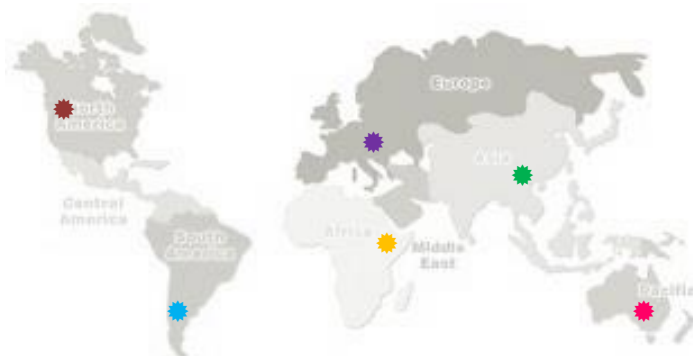 Europe
North
America
Asia
Central
America
South
America
Africa
Middle
East
Pacific